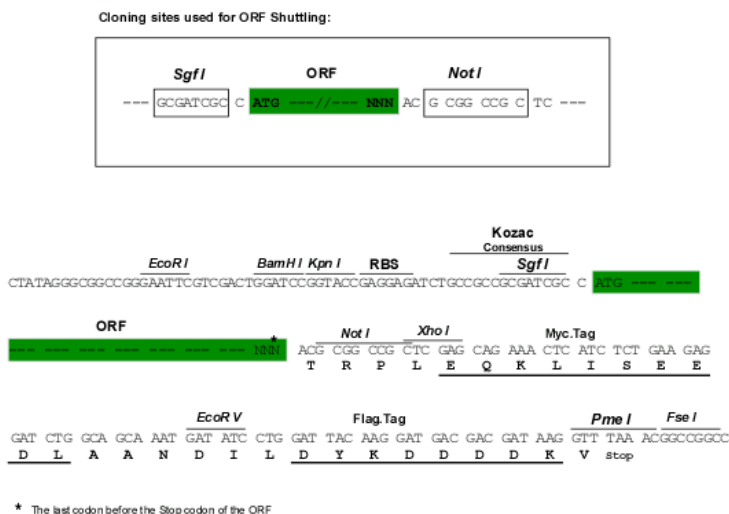 Cloning sites used for ORF Shuttling:
Sgf I ORF Not I
--- GCGATCGC C ATG ---//--- NNN AC G CGG CCG C TC ---
Kozac
Consensus
EcoR I BamH I Kpn I RBS Sgf I
CTATAGGGCGGCCGGGAATTCGTCGACTGGATCCGGTACCGAGGAGATCTGCCGCCGCGATCGC C ATG --- --- ---
ORF
*
Not I Xho I Myc.Tag
--- --- --- --- --- --- --- --- --- NNN ACG CGG CCG CTC GAG CAG AAA CTC ATC TCT GAA GAG
T R P L E Q K L I S E E
EcoR V Flag.Tag Pme I Fse I
GAT CTG GCA GCA AAT GAT ATC CTG GAT TAC AAG GAT GAC GAC GAT AAG GTT TAA ACGGCCGGCC
D L A A N D I L D Y K D D D D K V Stop
* The last codon before the Stop codon of the ORF